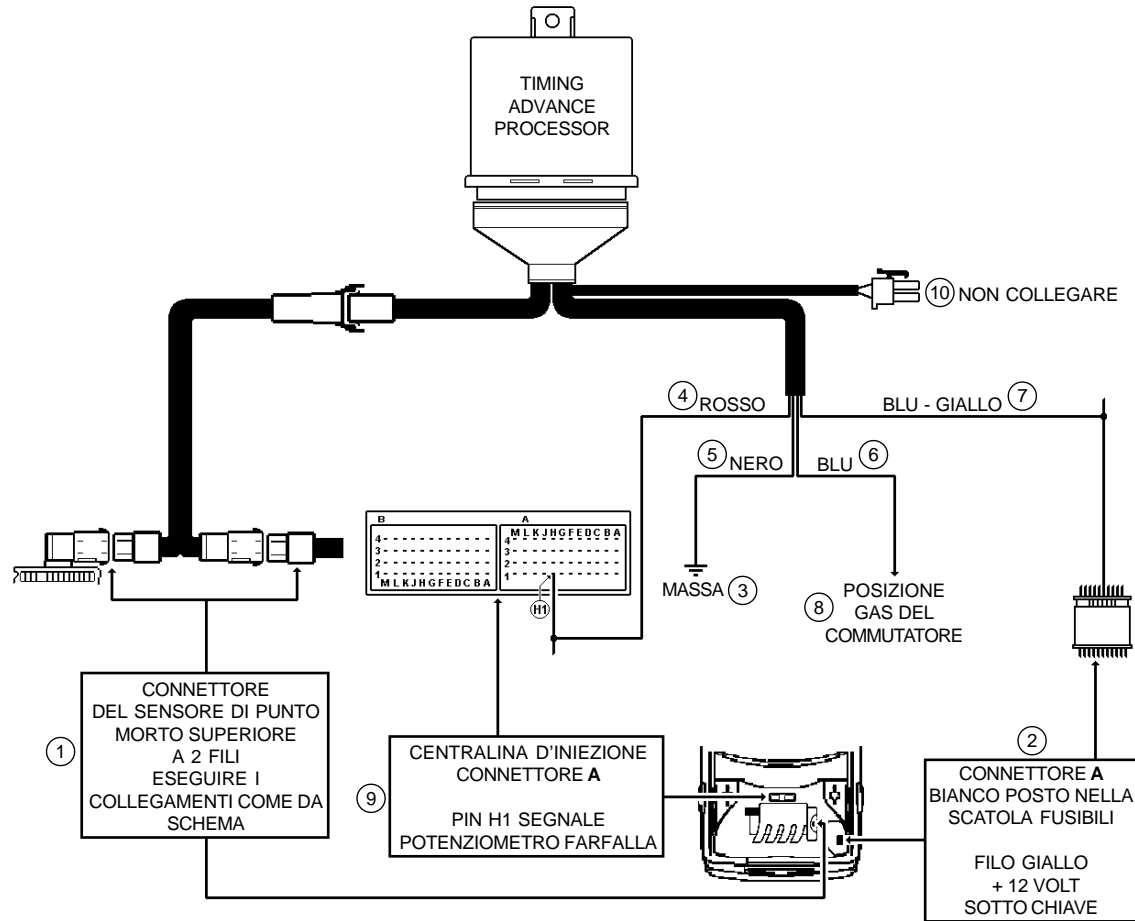 TIMING
ADVANCE
PROCESSOR
10 NON COLLEGARE
4 ROSSO
BLU - GIALLO 7
5 NERO
BLU 6
B
A
M L K J H G F E D C B A
4
3
2
1
M L K J H G F E D C B A
4
3
2
1
H1
MASSA 3
8 POSIZIONE
GAS DEL
COMMUTATORE
1
CONNETTORE
DEL SENSORE DI PUNTO
MORTO SUPERIORE
A 2 FILI
ESEGUIRE I
COLLEGAMENTI COME DA
SCHEMA
9
CENTRALINA D'INIEZIONE
CONNETTORE A
PIN H1 SEGNALE
POTENZIOMETRO FARFALLA
2
CONNETTORE A
BIANCO POSTO NELLA
SCATOLA FUSIBILI
FILO GIALLO
+ 12 VOLT
SOTTO CHIAVE